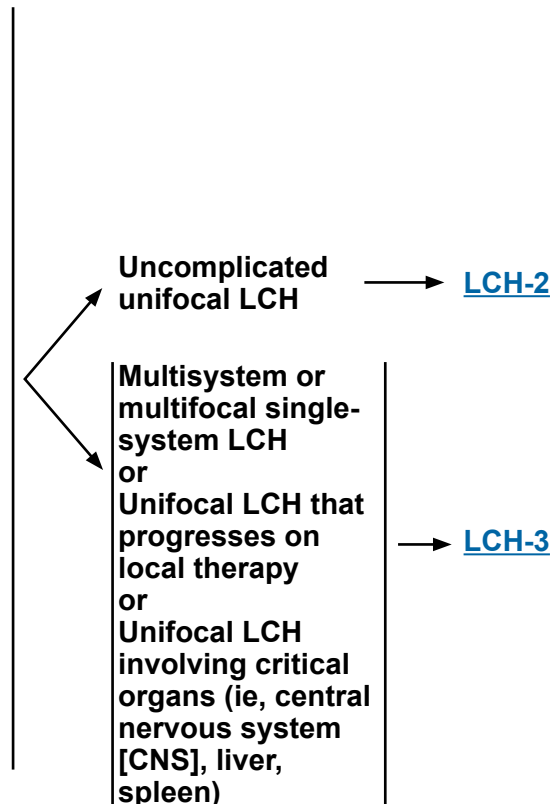 Uncomplicated
unifocal LCH
LCH-2
Multisystem or
multifocal single-
system LCH
or
Unifocal LCH that
progresses on
local therapy
or
Unifocal LCH
involving critical
organs (ie, central
nervous system
[CNS], liver,
spleen)
LCH-3